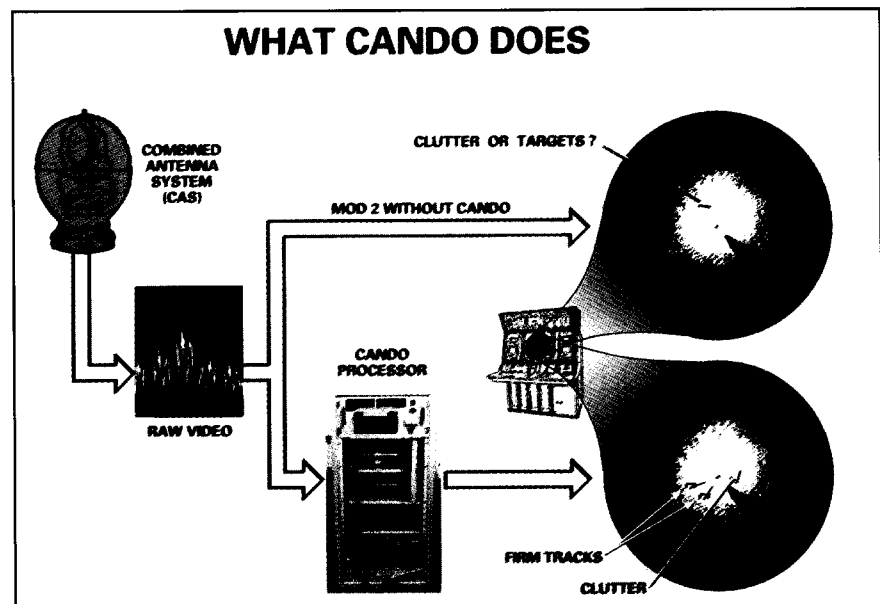 WHAT CANDO DOES
COMBINED
ANTENNA
SYSTEM
(CAS)
CLUTTER OR TARGETS ?
MOD 2 WITHOUT CANDO
RAW VIDEO
CANDO
PROCESSOR
FIRM TRACKS
CLUTTER